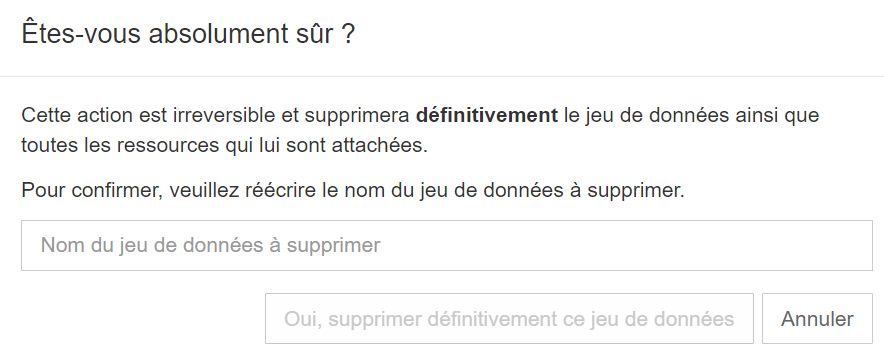 Êtes-vous absolument sûr ?
Cette action est irreversible et supprimera définitivement le jeu de données ainsi que
toutes les ressources qui lui sont attachées.
Pour confirmer, veuillez réécrire le nom du jeu de données à supprimer.
Nom du jeu de données à supprimer
Oui, supprimer définitivement ce jeu de données
Annuler